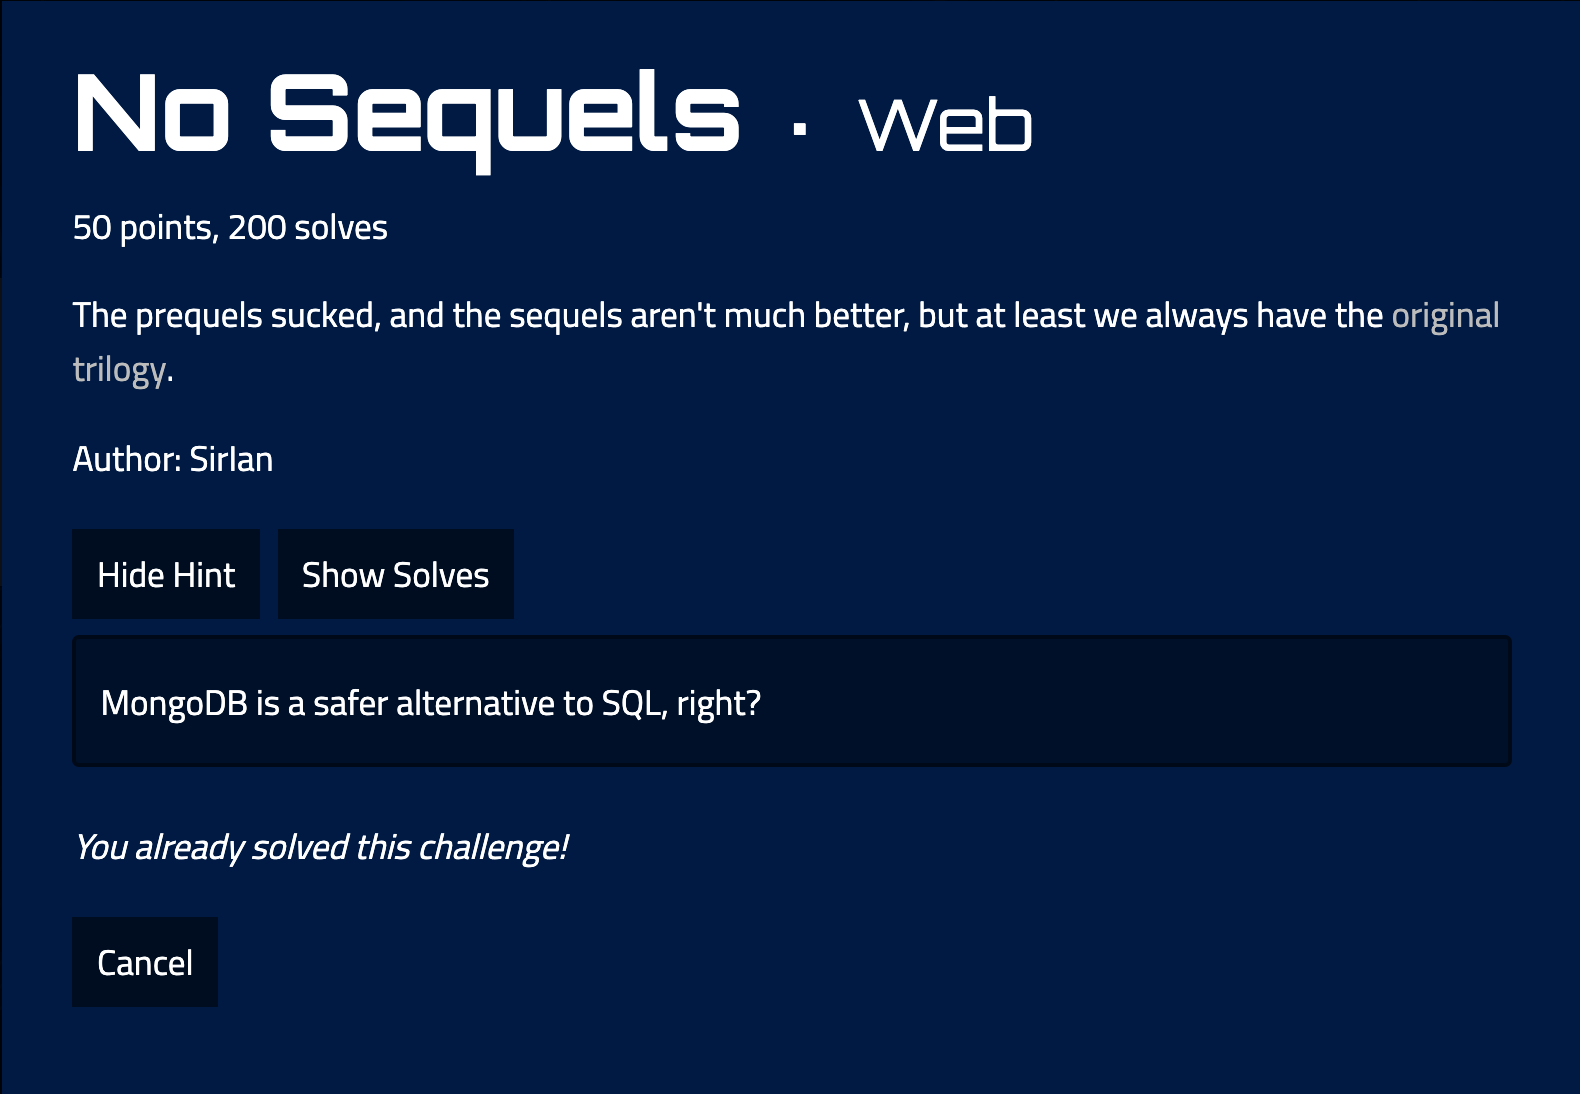 No Sequels · Web
50 points, 200 solves
The prequels sucked, and the sequels aren't much better, but at least we always have the original
trilogy.
Author: SirIan
Hide Hint Show Solves
MongoDB is a safer alternative to SQL, right?
You already solved this challenge!
Cancel